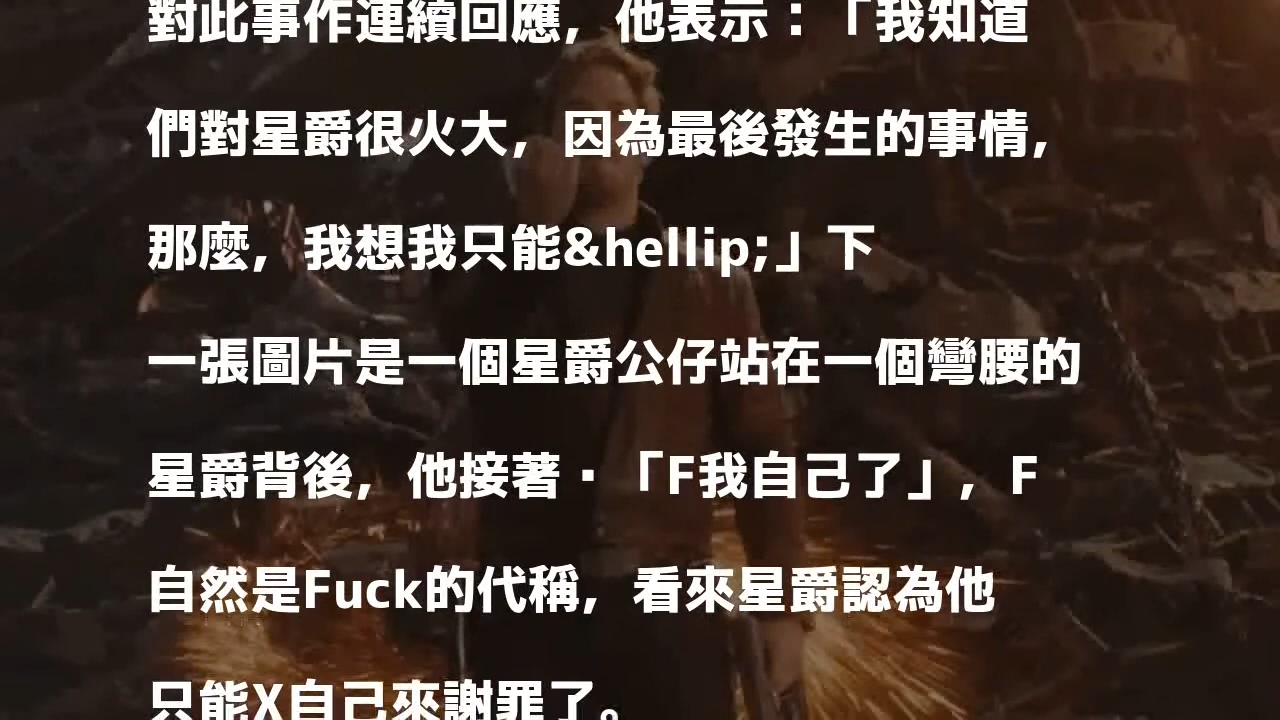 對此事作連續回應，他表示：「我知道
們對星爵很火大，因為最後發生的事情，
那麼，我想我只能&hellip;」下
一張圖片是一個星爵公仔站在一個彎腰的
星爵背後，他接著·「F我自己了」，F
自然是Fuck的代稱，看來星爵認為他
只能X自己來謝罪了。